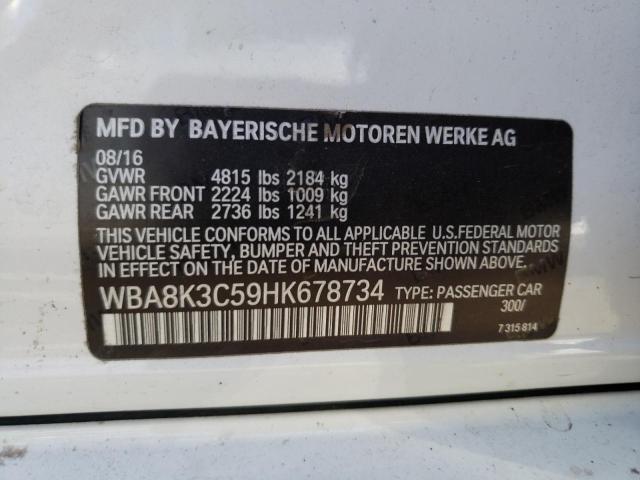 MFD BY BAYERISCHE MOTOREN WERKE AG
08/16
GVWR 4815 lbs 2184 kg
GAWR FRONT 2224 lbs 1009 kg
GAWR REAR 2736 lbs 1241 kg
THIS VEHICLE CONFORMS TO ALL APPLICABLE U.S.FEDERAL MOTOR
VEHICLE SAFETY, BUMPER AND THEFT PREVENTION STANDARDS
IN EFFECT ON THE DATE OF MANUFACTURE SHOWN ABOVE.
WBA8K3C59HK678734 TYPE: PASSENGER CAR
300/
7 315 814